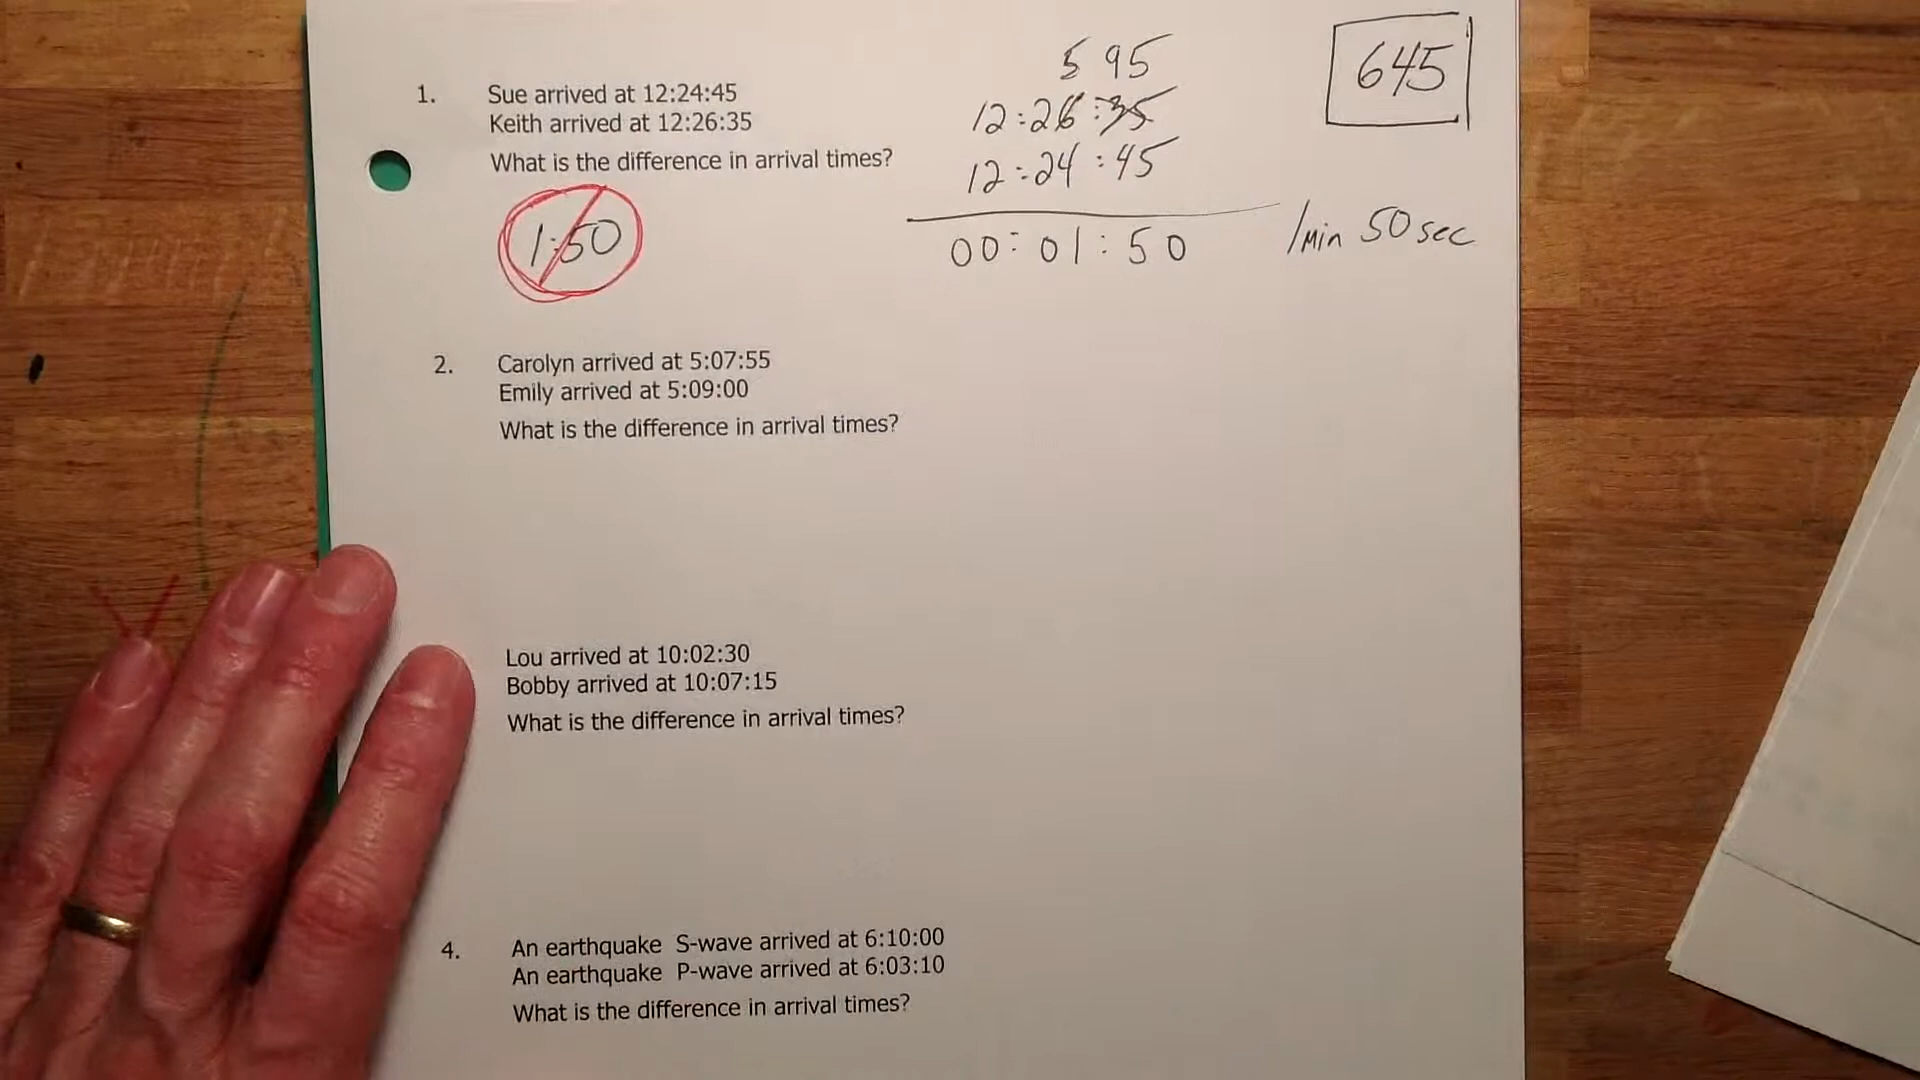 5 95
645
1. Sue arrived at 12:24:45
12:26:35
Keith arrived at 12:26:35
What is the difference in arrival times?
12:24:45
1:50
00:01:50
1min 50 sec
2. Carolyn arrived at 5:07:55
Emily arrived at 5:09:00
What is the difference in arrival times?
Lou arrived at 10:02:30
Bobby arrived at 10:07:15
What is the difference in arrival times?
4. An earthquake S-wave arrived at 6:10:00
An earthquake P-wave arrived at 6:03:10
What is the difference in arrival times?